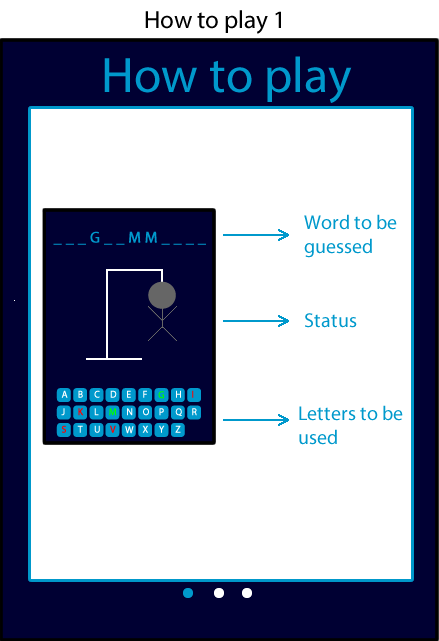 How to play 1
How to play
_ _ _ G _ _ M M _ _ _ _
Word to be
guessed
Status
A B C D E F G H I
J K L M N O P Q R
S T U V W X Y Z
Letters to be
used